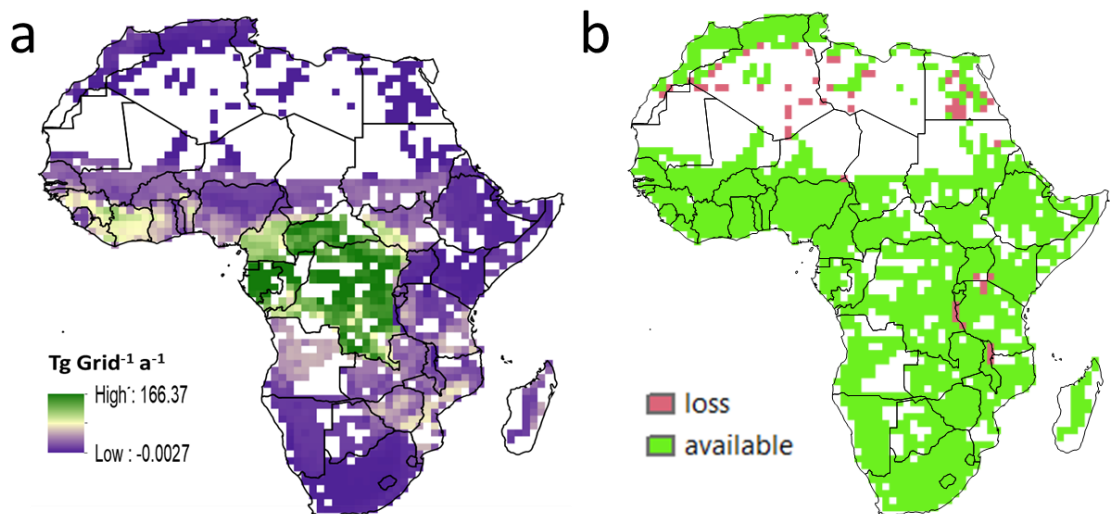 a
b
Tg Grid⁻¹ a⁻¹
High : 166.37
Low : -0.0027
loss
available